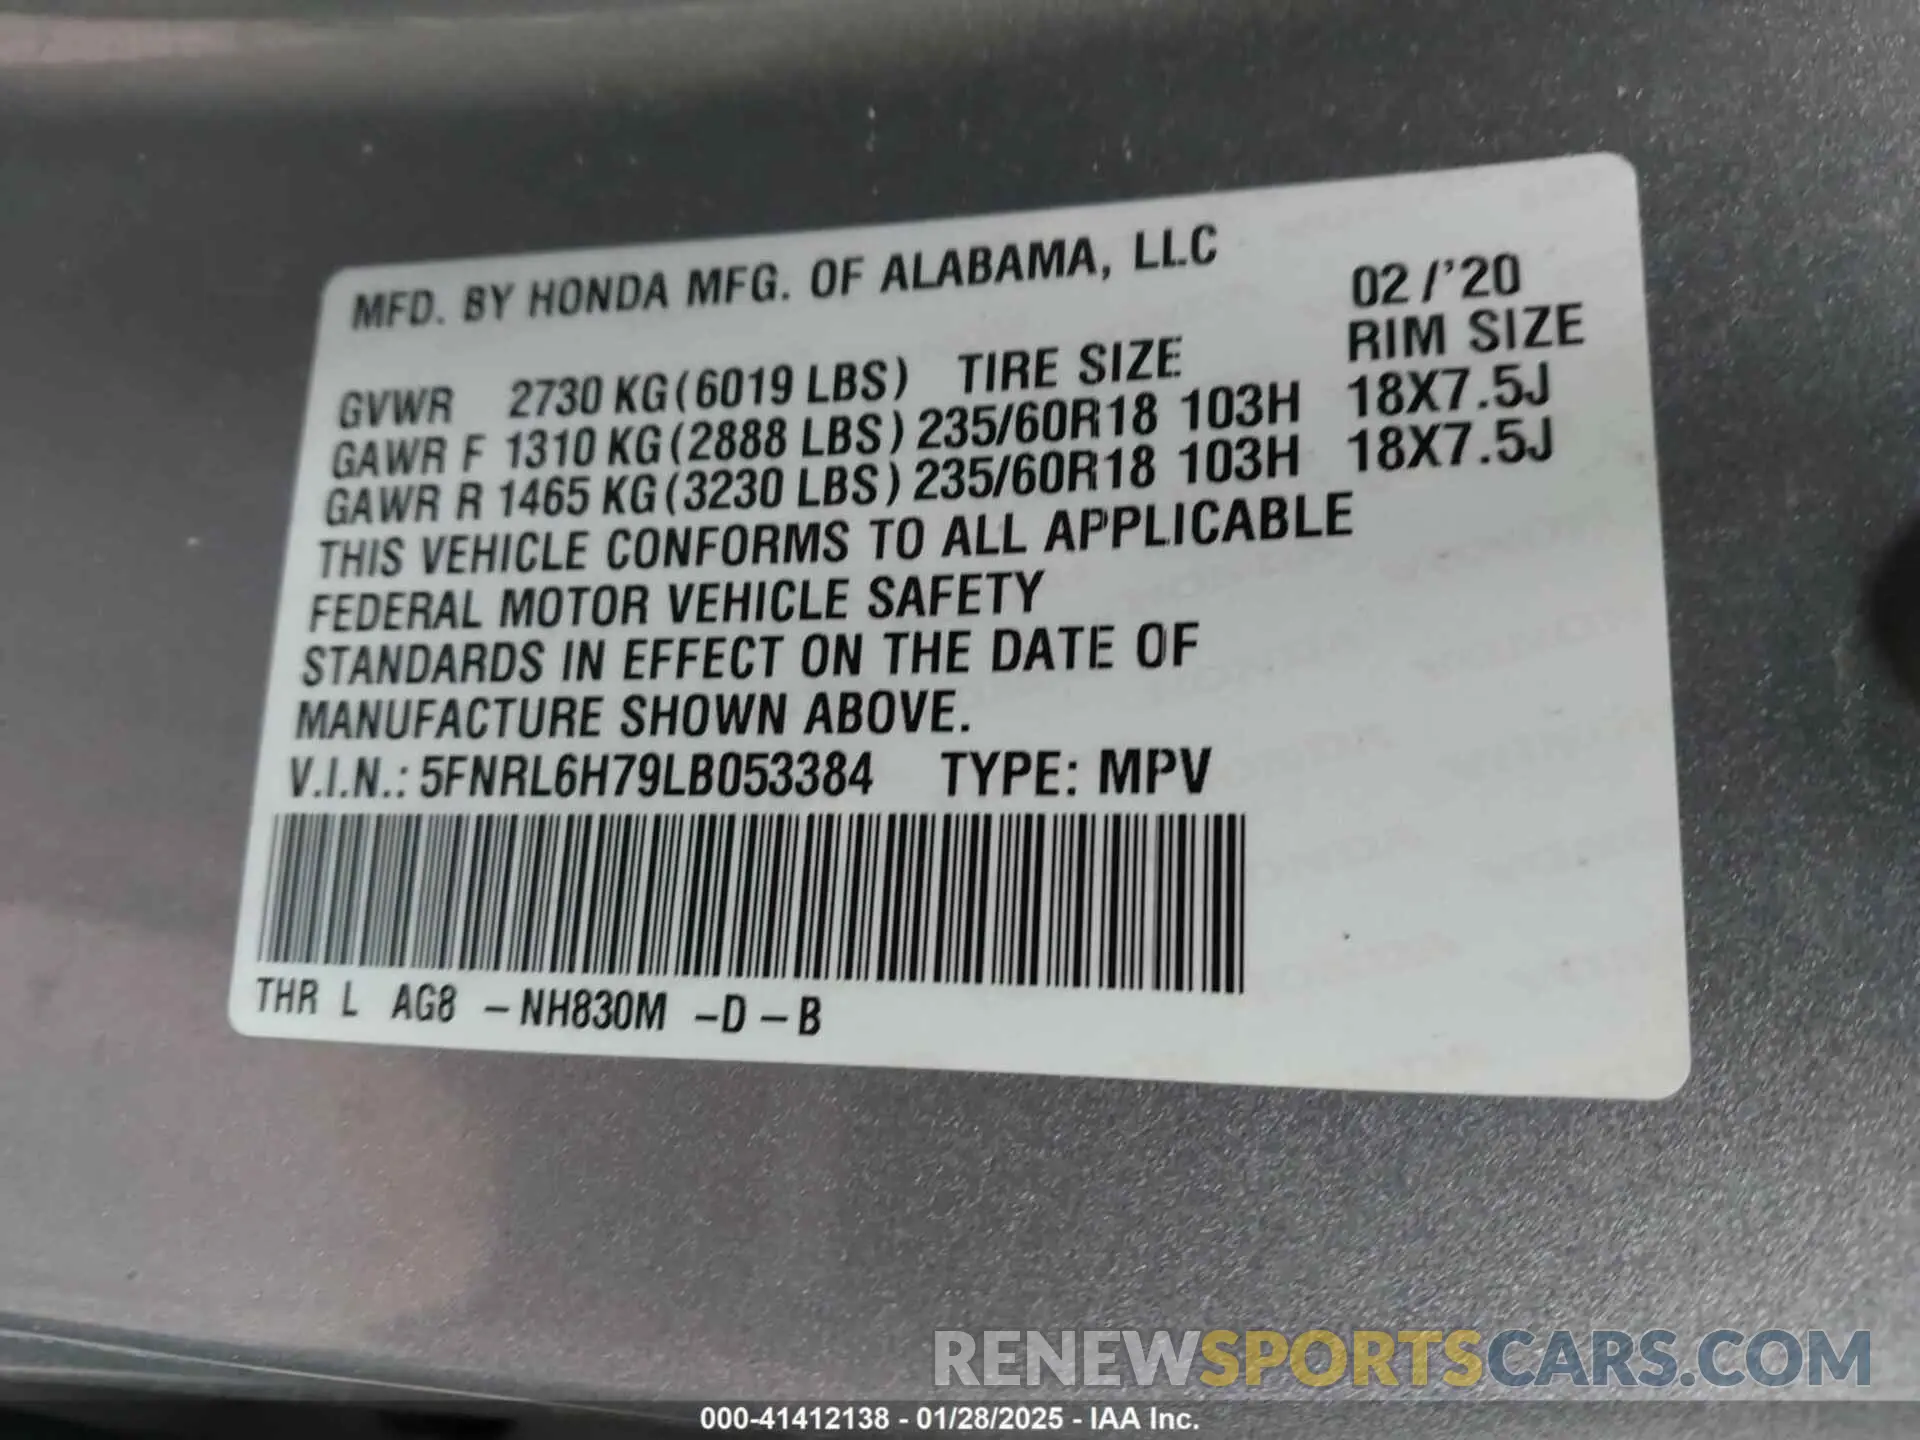 MFD. BY HONDA MFG. OF ALABAMA, LLC 02/'20
GVWR 2730 KG (6019 LBS) TIRE SIZE RIM SIZE
GAWR F 1310 KG (2888 LBS) 235/60R18 103H 18X7.5J
GAWR R 1465 KG (3230 LBS) 235/60R18 103H 18X7.5J
THIS VEHICLE CONFORMS TO ALL APPLICABLE
FEDERAL MOTOR VEHICLE SAFETY
STANDARDS IN EFFECT ON THE DATE OF
MANUFACTURE SHOWN ABOVE.
V.I.N.: 5FNRL6H79LB053384 TYPE: MPV
THR L AG8 -NH830M -D-B
RENEWSPORTSCARS.COM
000-41412138 - 01/28/2025 - IAA Inc.